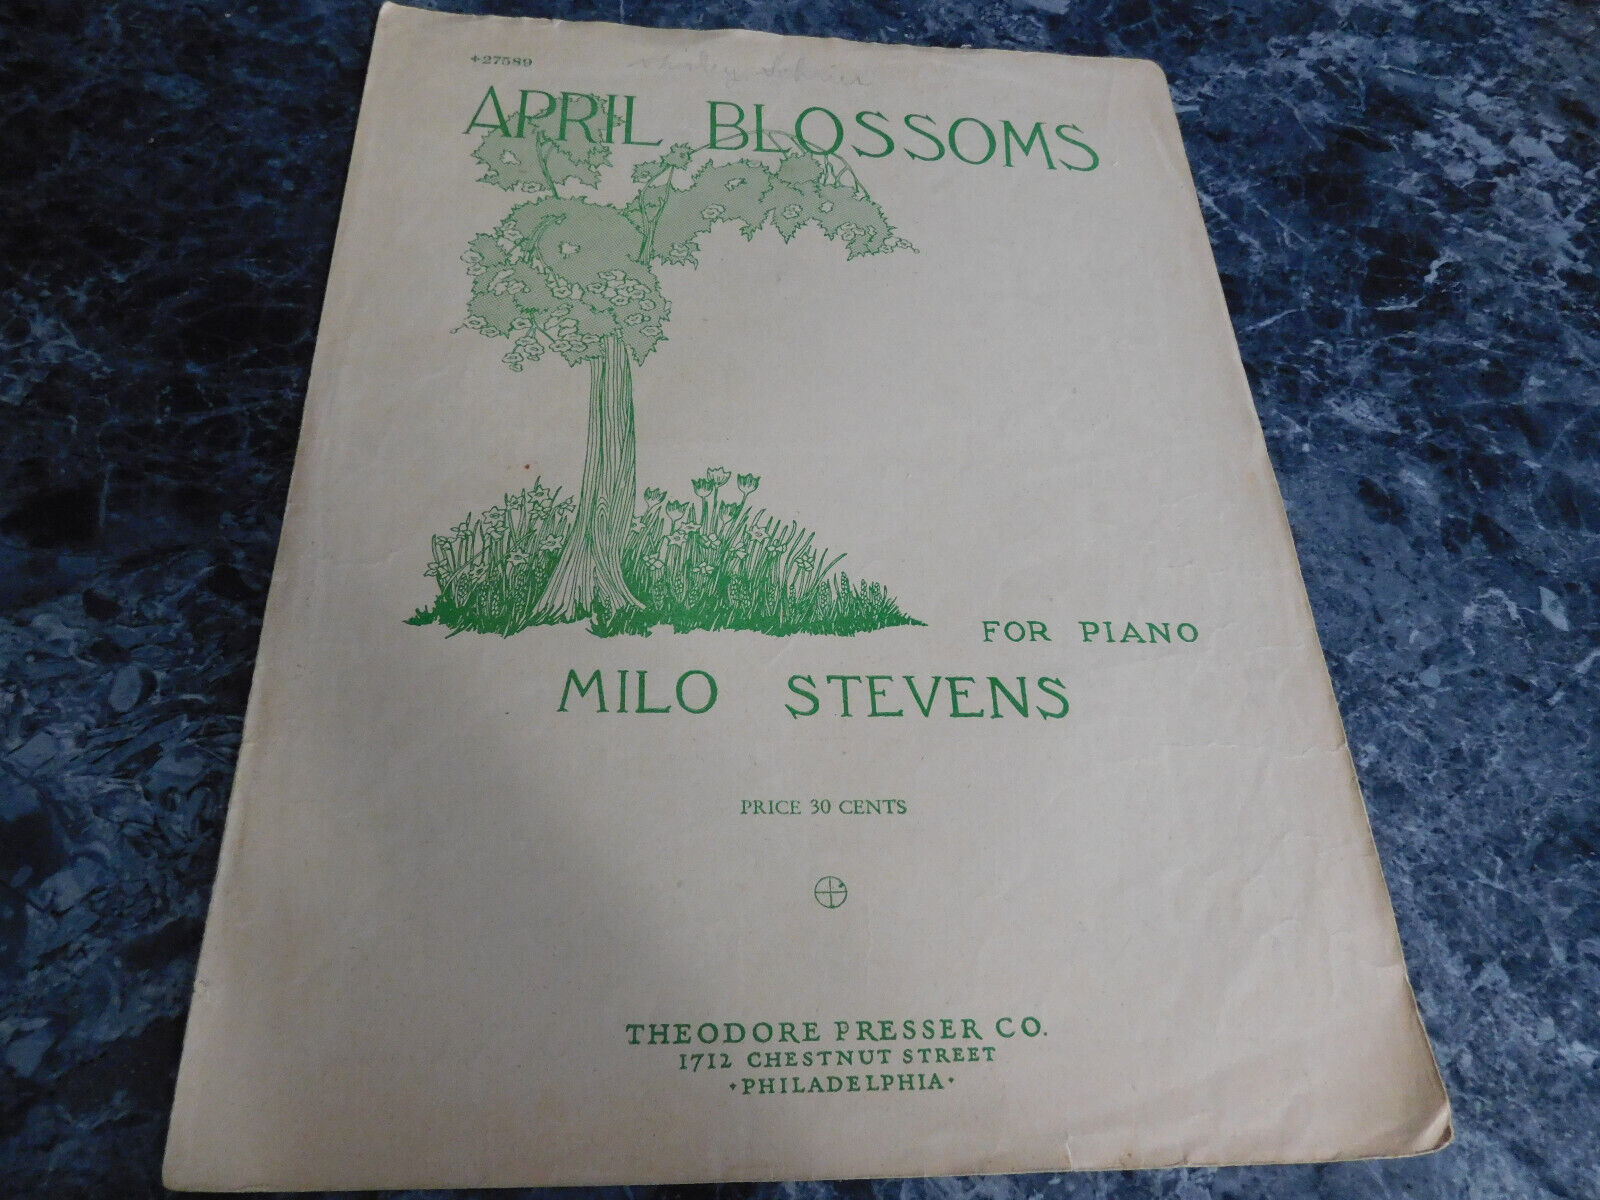 +27589
APRIL BLOSSOMS
FOR PIANO
MILO STEVENS
PRICE 30 CENTS
THEODORE PRESSER CO.
1712 CHESTNUT STREET
·PHILADELPHIA·